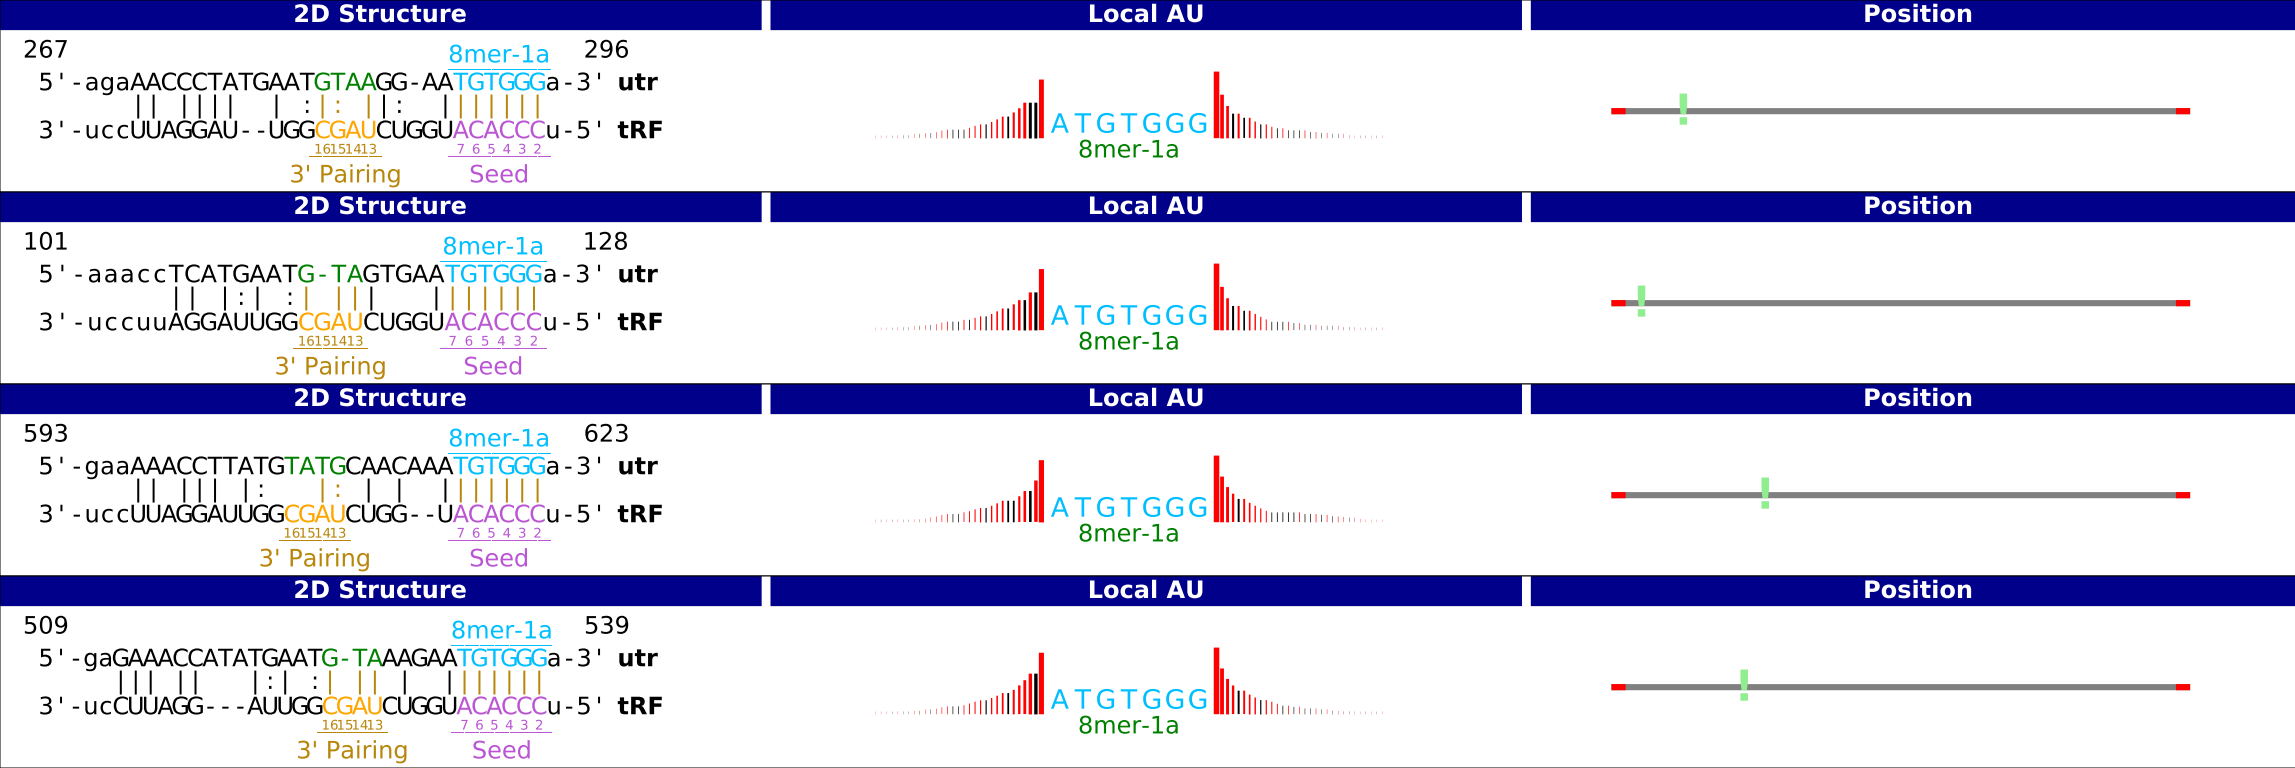 2D Structure Local AU Position
267 8mer-1a 296
5'-agaAACCCTATGAATGTAAGG-AATGTGGGa-3' utr
3'-uccUUAGGAU--UGGCGAUCUGGUACACCCu-5' tRF
16151413 7 6 5 4 3 2
3' Pairing Seed
ATGTGGG
8mer-1a
2D Structure Local AU Position
101 8mer-1a 128
5'-aaaccTCATGAATG-TAGTGAATGTGGGa-3' utr
3'-uccuuAGGAUUGGCGAUCUGGUACACCCu-5' tRF
16151413 7 6 5 4 3 2
3' Pairing Seed
ATGTGGG
8mer-1a
2D Structure Local AU Position
593 8mer-1a 623
5'-gaaAAACCTTATGTATGCAACAAATGTGGGa-3' utr
3'-uccUUAGGAUUGGCGAUCUGG--UACACCCu-5' tRF
16151413 7 6 5 4 3 2
3' Pairing Seed
ATGTGGG
8mer-1a
2D Structure Local AU Position
509 8mer-1a 539
5'-gaGAAACCATATGAATG-TAAAGAATGTGGGa-3' utr
3'-ucCUUAGG---AUUGGCGAUCUGGUACACCCu-5' tRF
16151413 7 6 5 4 3 2
3' Pairing Seed
ATGTGGG
8mer-1a